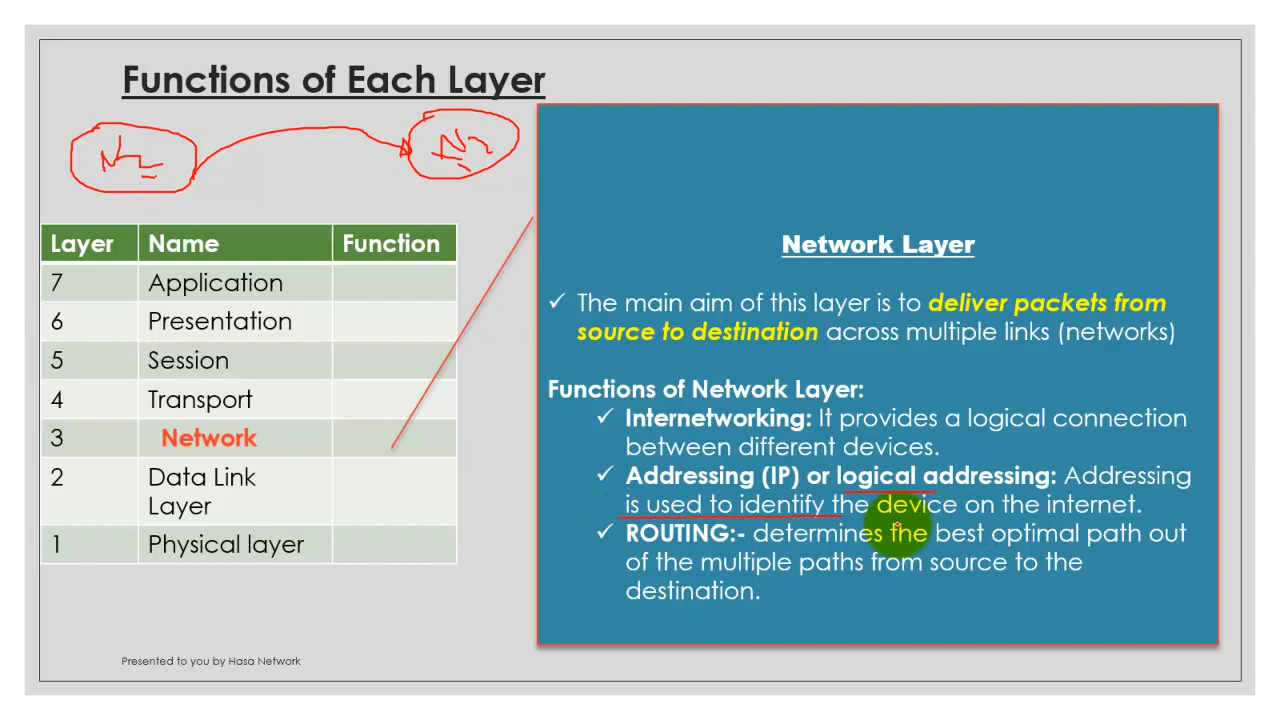 Functions of Each Layer
Layer Name Function
7 Application
6 Presentation
5 Session
4 Transport
3 Network
2 Data Link
Layer
1 Physical layer
Network Layer
✓ The main aim of this layer is to deliver packets from
source to destination across multiple links (networks)
Functions of Network Layer:
✓ Internetworking: It provides a logical connection
between different devices.
✓ Addressing (IP) or logical addressing: Addressing
is used to identify the device on the internet.
✓ ROUTING:- determines the best optimal path out
of the multiple paths from source to the
destination.
Presented to you by Hasa Network